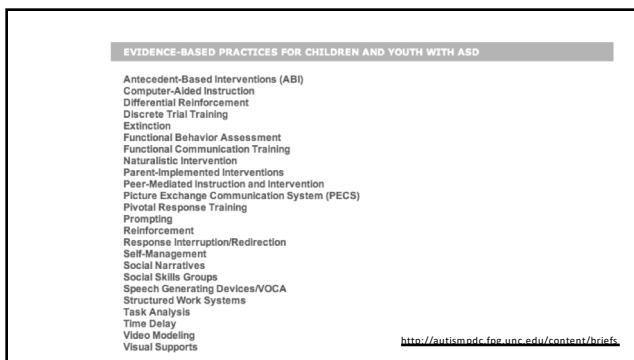 EVIDENCE-BASED PRACTICES FOR CHILDREN AND YOUTH WITH ASD
Antecedent-Based Interventions (ABI)
Computer-Aided Instruction
Differential Reinforcement
Discrete Trial Training
Extinction
Functional Behavior Assessment
Functional Communication Training
Naturalistic Intervention
Parent-Implemented Interventions
Peer-Mediated Instruction and Intervention
Picture Exchange Communication System (PECS)
Pivotal Response Training
Prompting
Reinforcement
Response Interruption/Redirection
Self-Management
Social Narratives
Social Skills Groups
Speech Generating Devices/VOCA
Structured Work Systems
Task Analysis
Time Delay
Video Modeling
Visual Supports
http://autismpdc.fpg.unc.edu/content/briefs